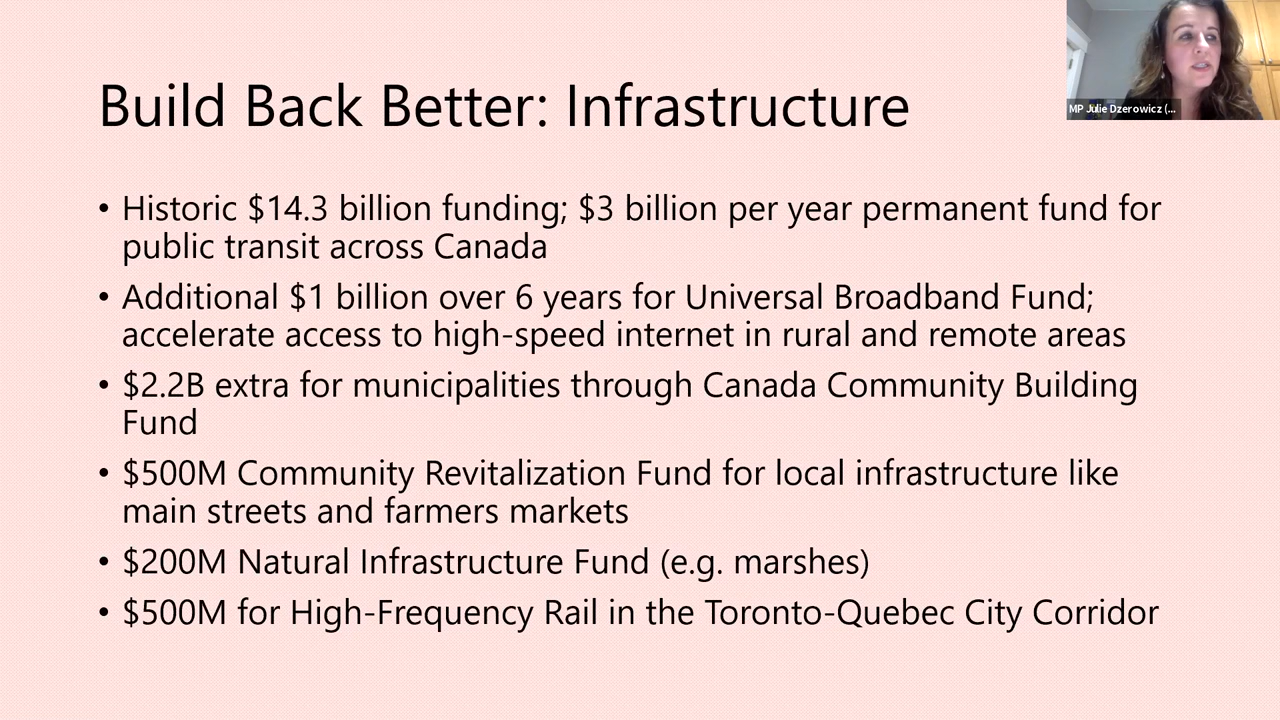 Build Back Better: Infrastructure
MP Julie Dzerowicz (...
• Historic $14.3 billion funding; $3 billion per year permanent fund for
public transit across Canada
• Additional $1 billion over 6 years for Universal Broadband Fund;
accelerate access to high-speed internet in rural and remote areas
• $2.2B extra for municipalities through Canada Community Building
Fund
• $500M Community Revitalization Fund for local infrastructure like
main streets and farmers markets
• $200M Natural Infrastructure Fund (e.g. marshes)
• $500M for High-Frequency Rail in the Toronto-Quebec City Corridor